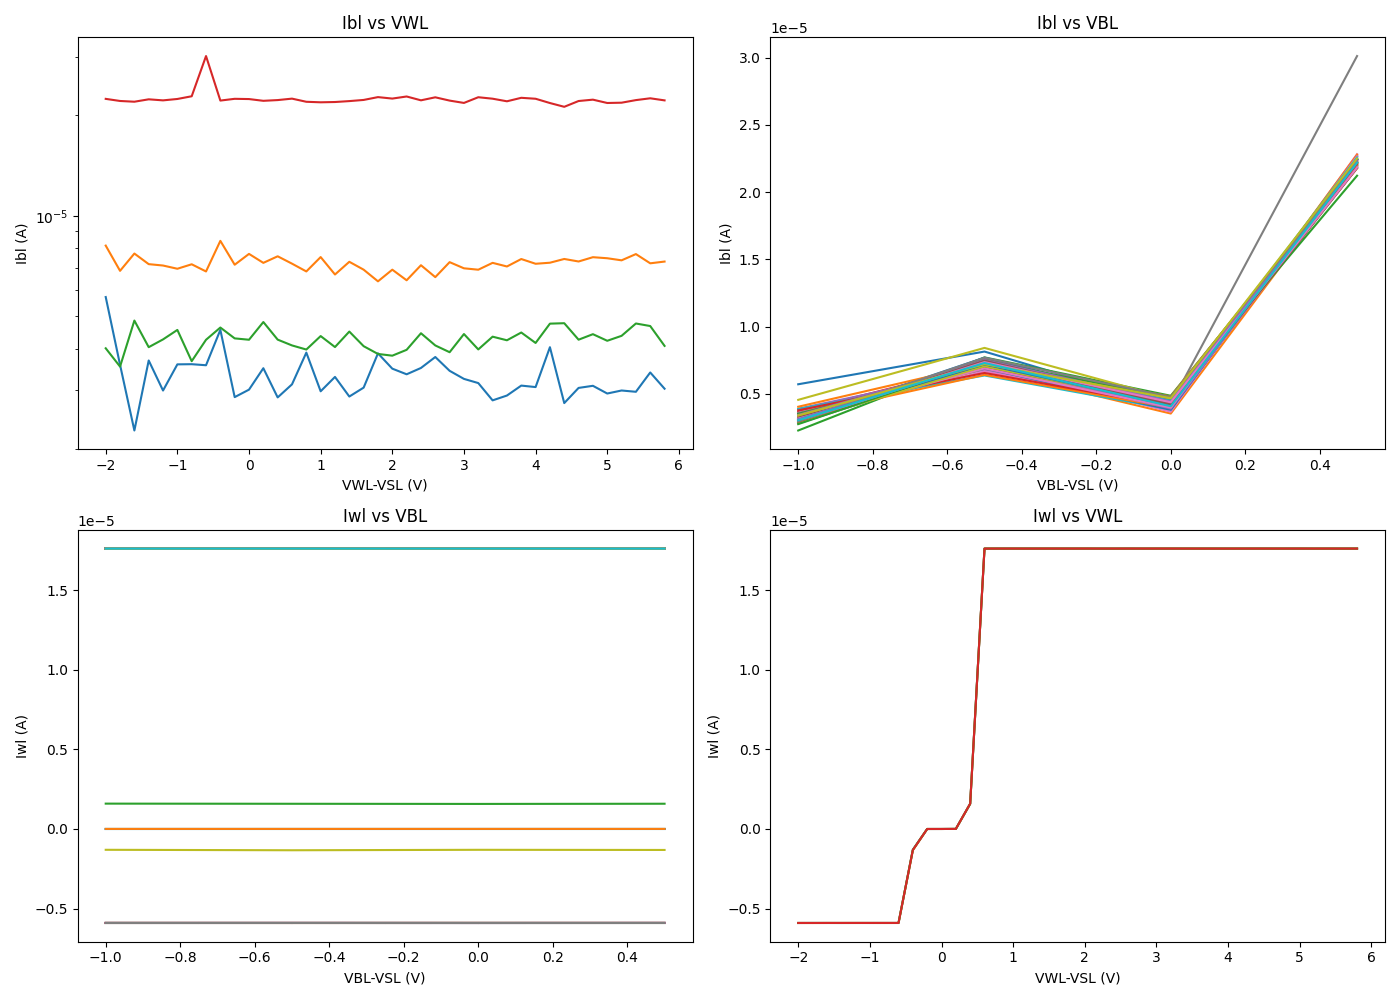 Ibl vs VWL
Ibl (A)
10⁻⁵
−2 −1 0 1 2 3 4 5 6
VWL-VSL (V)
Ibl vs VBL
1e−5
Ibl (A)
3.0
2.5
2.0
1.5
1.0
0.5
−1.0 −0.8 −0.6 −0.4 −0.2 0.0 0.2 0.4
VBL-VSL (V)
Iwl vs VBL
1e−5
Iwl (A)
1.5
1.0
0.5
0.0
−0.5
−1.0 −0.8 −0.6 −0.4 −0.2 0.0 0.2 0.4
VBL-VSL (V)
Iwl vs VWL
1e−5
Iwl (A)
1.5
1.0
0.5
0.0
−0.5
−2 −1 0 1 2 3 4 5 6
VWL-VSL (V)